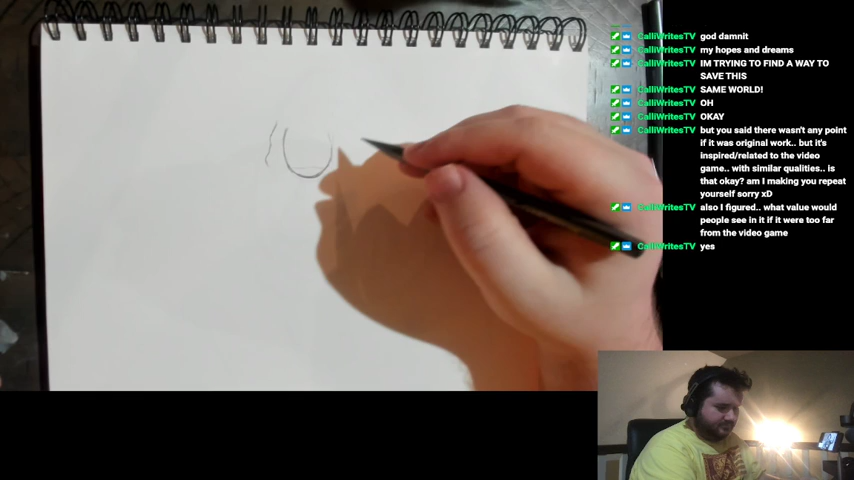 CalliWritesTV god damnit
CalliWritesTV my hopes and dreams
CalliWritesTV IM TRYING TO FIND A WAY TO
SAVE THIS
CalliWritesTV SAME WORLD!
CalliWritesTV OH
CalliWritesTV OKAY
CalliWritesTV but you said there wasn't any point
if it was original work.. but it's
inspired/related to the video
game.. with similar qualities.. is
that okay? am I making you repeat
yourself sorry xD
CalliWritesTV also I figured.. what value would
people see in it if it were too far
from the video game
CalliWritesTV yes